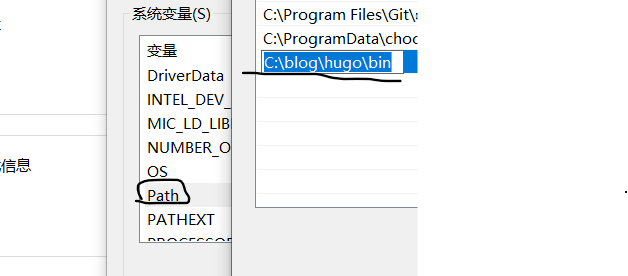 系统变量(S)
变量
DriverData
INTEL_DEV_
MIC_LD_LIB
NUMBER_O
OS
Path
PATHEXT
C:\Program Files\Git\
C:\ProgramData\choc
C:\blog\hugo\bin
信息